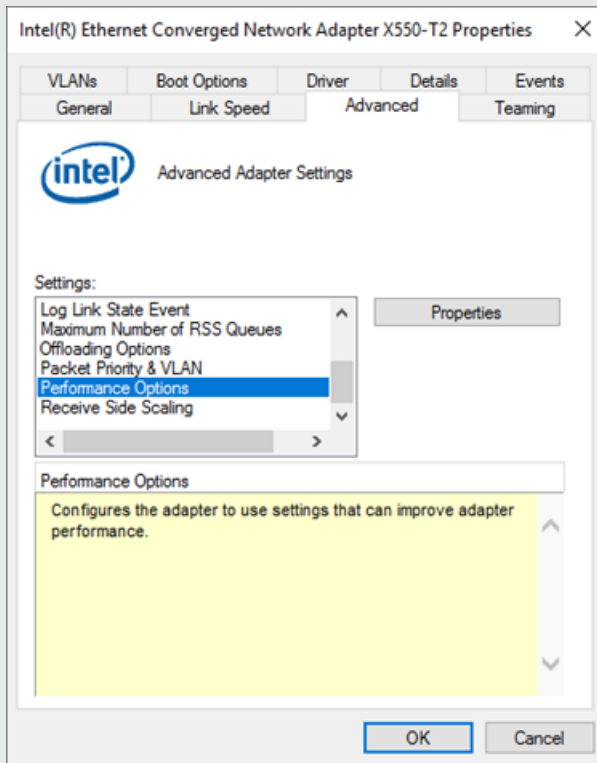 Intel(R) Ethernet Converged Network Adapter X550-T2 Properties
VLANs Boot Options Driver Details Events
General Link Speed Advanced Teaming
intel Advanced Adapter Settings
Settings:
Log Link State Event
Maximum Number of RSS Queues
Properties
Offloading Options
Packet Priority & VLAN
Performance Options
Receive Side Scaling
Performance Options
Configures the adapter to use settings that can improve adapter
performance.
OK Cancel